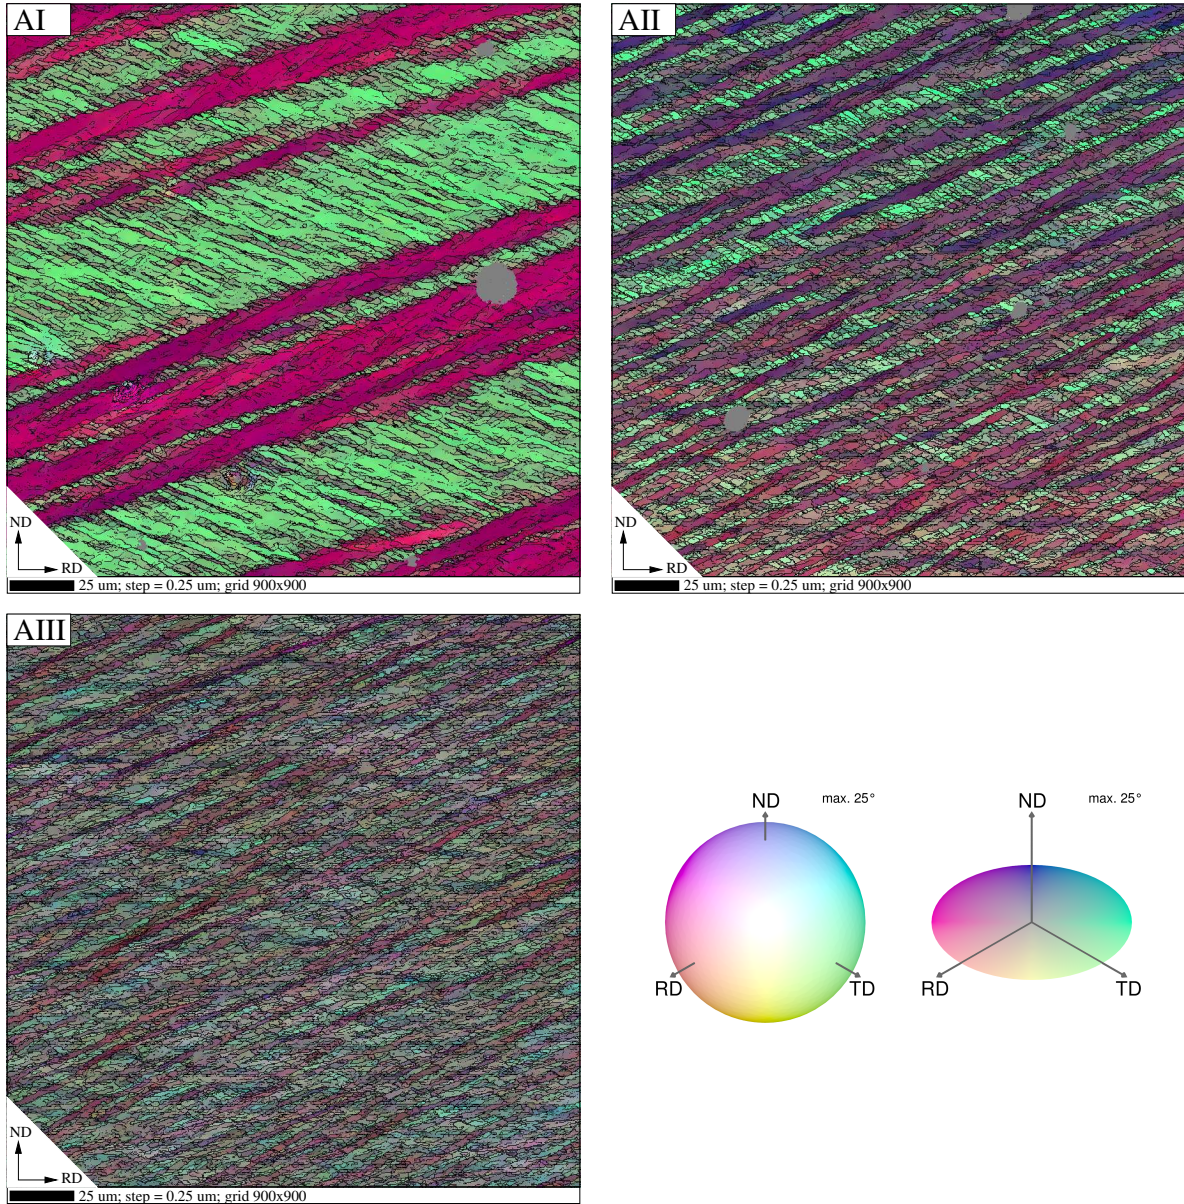 AI
ND
RD
25 um; step = 0.25 um; grid 900x900
AII
ND
RD
25 um; step = 0.25 um; grid 900x900
AIII
ND
RD
25 um; step = 0.25 um; grid 900x900
ND
max. 25°
RD
TD
ND
max. 25°
RD
TD